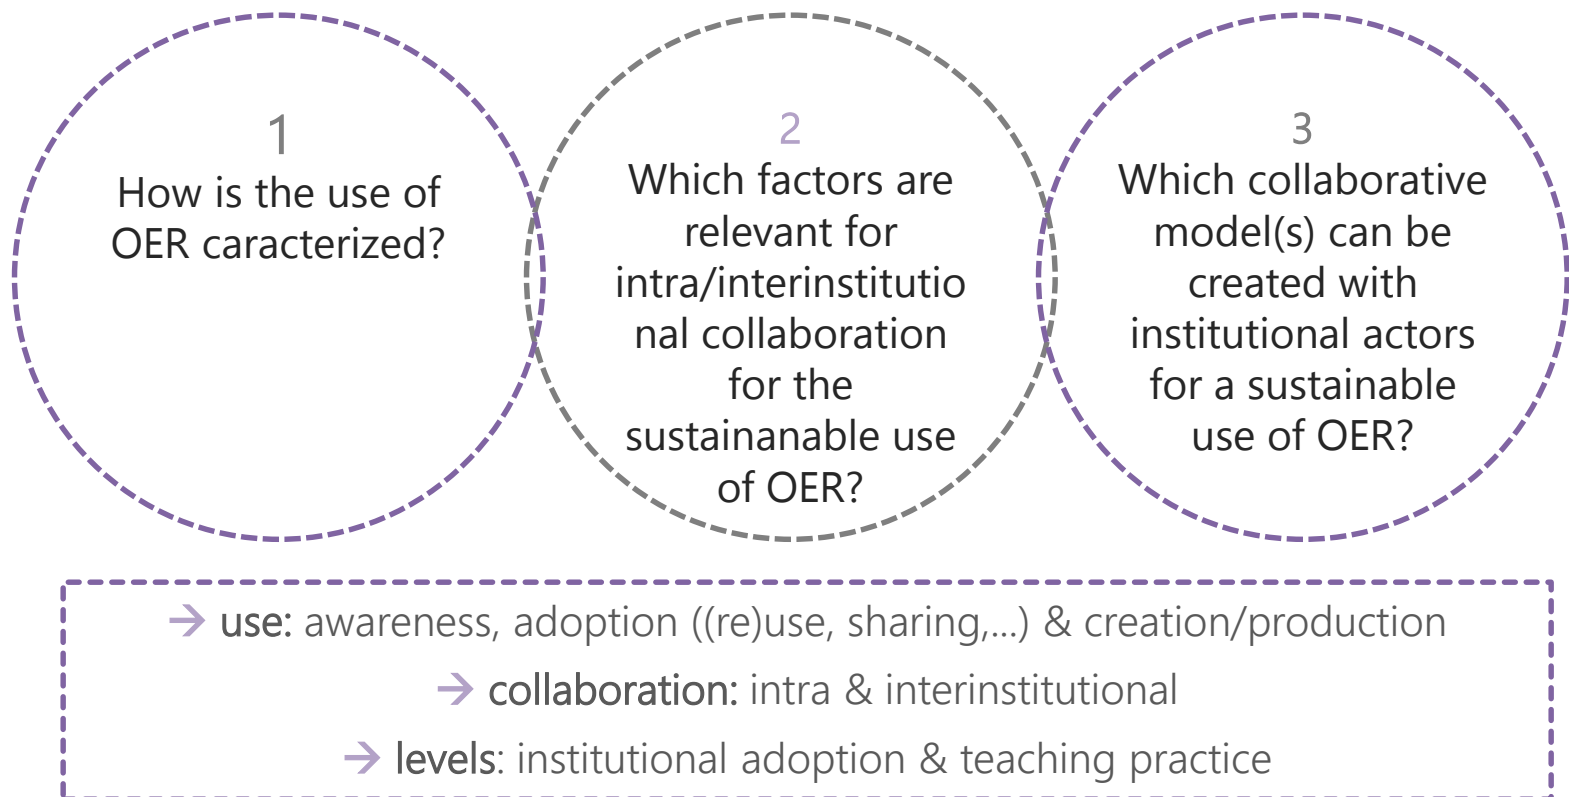 1
How is the use of
OER caracterized?
2
Which factors are
relevant for
intra/interinstitutio
nal collaboration
for the
sustainanable use
of OER?
3
Which collaborative
model(s) can be
created with
institutional actors
for a sustainable
use of OER?
→ use: awareness, adoption ((re)use, sharing,...) & creation/production
→ collaboration: intra & interinstitutional
→ levels: institutional adoption & teaching practice